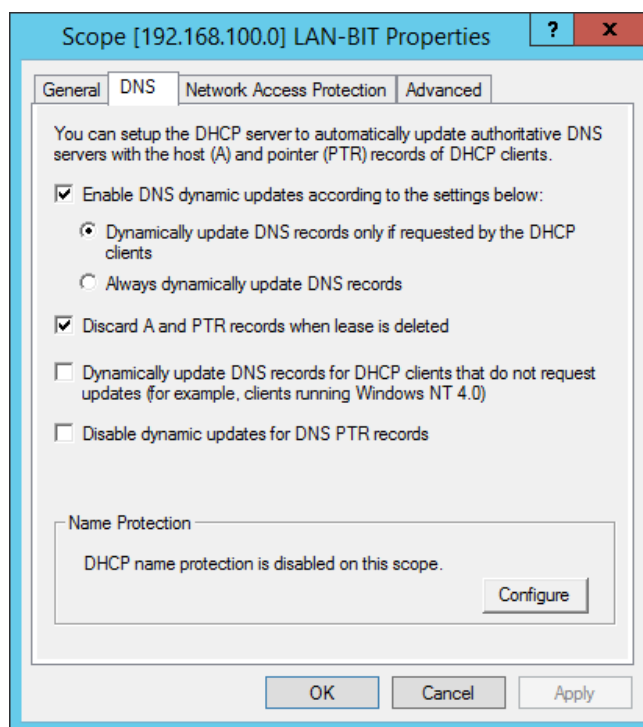 Scope [192.168.100.0] LAN-BIT Properties
? x
General DNS Network Access Protection Advanced
You can setup the DHCP server to automatically update authoritative DNS
servers with the host (A) and pointer (PTR) records of DHCP clients.
Enable DNS dynamic updates according to the settings below:
Dynamically update DNS records only if requested by the DHCP
clients
Always dynamically update DNS records
Discard A and PTR records when lease is deleted
Dynamically update DNS records for DHCP clients that do not request
updates (for example, clients running Windows NT 4.0)
Disable dynamic updates for DNS PTR records
Name Protection
DHCP name protection is disabled on this scope.
Configure
OK Cancel Apply